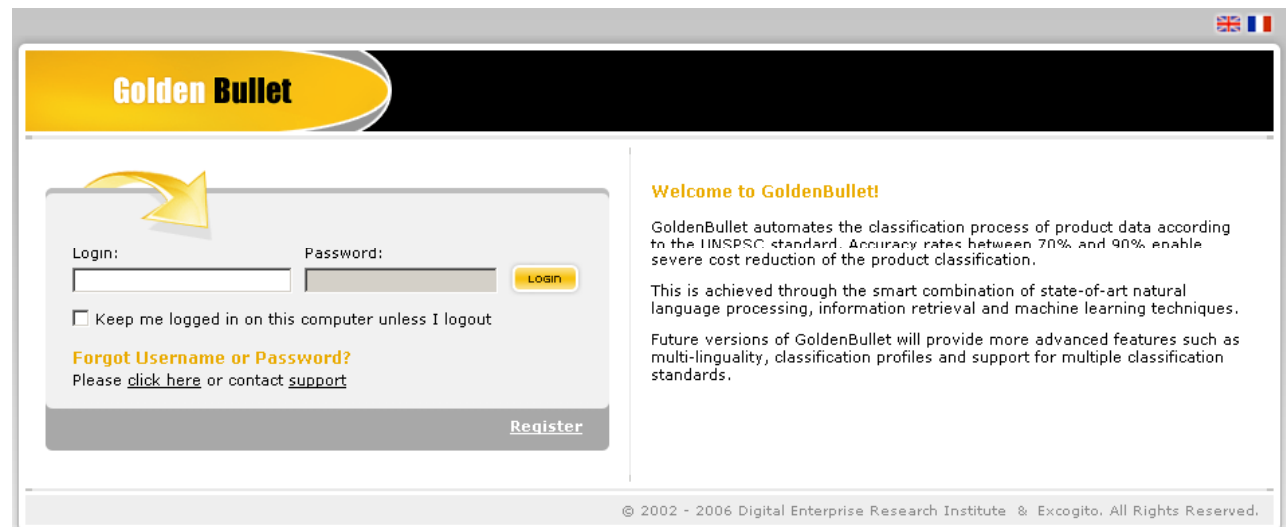 Golden Bullet
Login:
Password:
LOGIN
Keep me logged in on this computer unless I logout
Forgot Username or Password?
Please click here or contact support
Register
Welcome to GoldenBullet!
GoldenBullet automates the classification process of product data according
to the UNSPSC standard. Accuracy rates between 70% and 90% enable
severe cost reduction of the product classification.
This is achieved through the smart combination of state-of-art natural
language processing, information retrieval and machine learning techniques.
Future versions of GoldenBullet will provide more advanced features such as
multi-linguality, classification profiles and support for multiple classification
standards.
© 2002 - 2006 Digital Enterprise Research Institute & Excogito. All Rights Reserved.